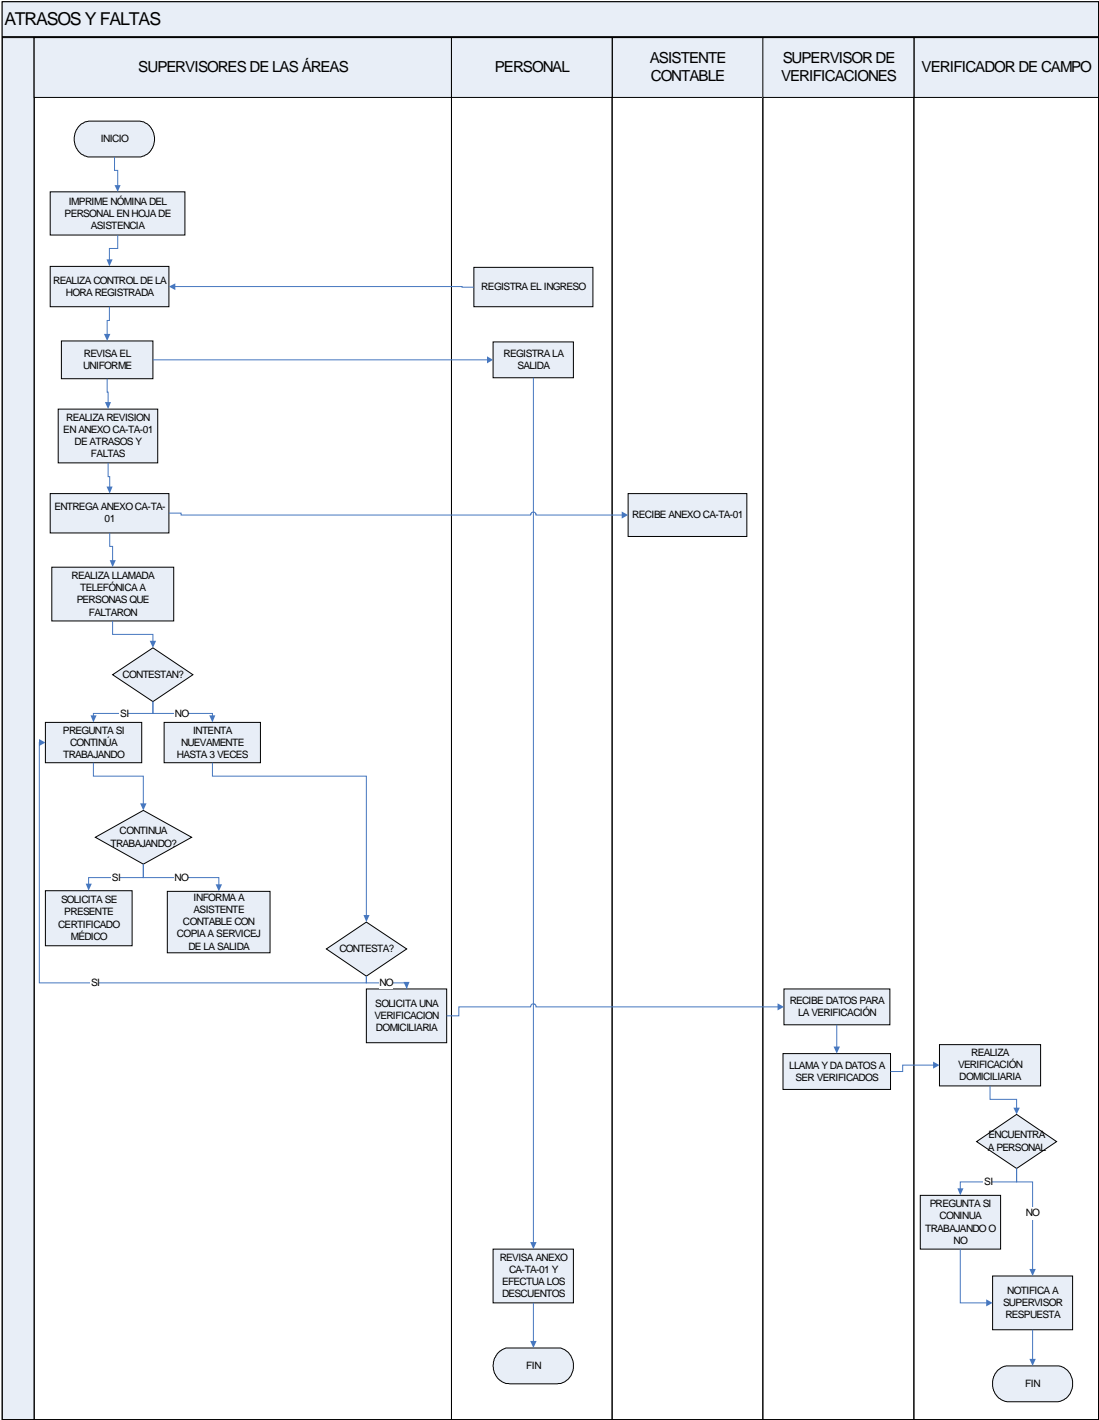 ATRASOS Y FALTAS
SUPERVISORES DE LAS ÁREAS
PERSONAL
ASISTENTE
CONTABLE
SUPERVISOR DE
VERIFICACIONES
VERIFICADOR DE CAMPO
INICIO
IMPRIME NÓMINA DEL
PERSONAL EN HOJA DE
ASISTENCIA
REALIZA CONTROL DE LA
HORA REGISTRADA
REGISTRA EL INGRESO
REVISA EL
UNIFORME
REGISTRA LA
SALIDA
REALIZA REVISION
EN ANEXO CA-TA-01
DE ATRASOS Y
FALTAS
ENTREGA ANEXO CA-TA-
01
RECIBE ANEXO CA-TA-01
REALIZA LLAMADA
TELEFÓNICA A
PERSONAS QUE
FALTARON
CONTESTAN?
SI
NO
PREGUNTA SI
CONTINÚA
TRABAJANDO
INTENTA
NUEVAMENTE
HASTA 3 VECES
CONTINUA
TRABAJANDO?
SI
NO
SOLICITA SE
PRESENTE
CERTIFICADO
MÉDICO
INFORMA A
ASISTENTE
CONTABLE CON
COPIA A SERVICEJ
DE LA SALIDA
CONTESTA?
SI
NO
SOLICITA UNA
VERIFICACION
DOMICILIARIA
RECIBE DATOS PARA
LA VERIFICACIÓN
LLAMA Y DA DATOS A
SER VERIFICADOS
REALIZA
VERIFICACIÓN
DOMICILIARIA
ENCUENTRA
A PERSONAL
SI
NO
PREGUNTA SI
CONINUA
TRABAJANDO O
NO
REVISA ANEXO
CA-TA-01 Y
EFECTUA LOS
DESCUENTOS
NOTIFICA A
SUPERVISOR
RESPUESTA
FIN
FIN